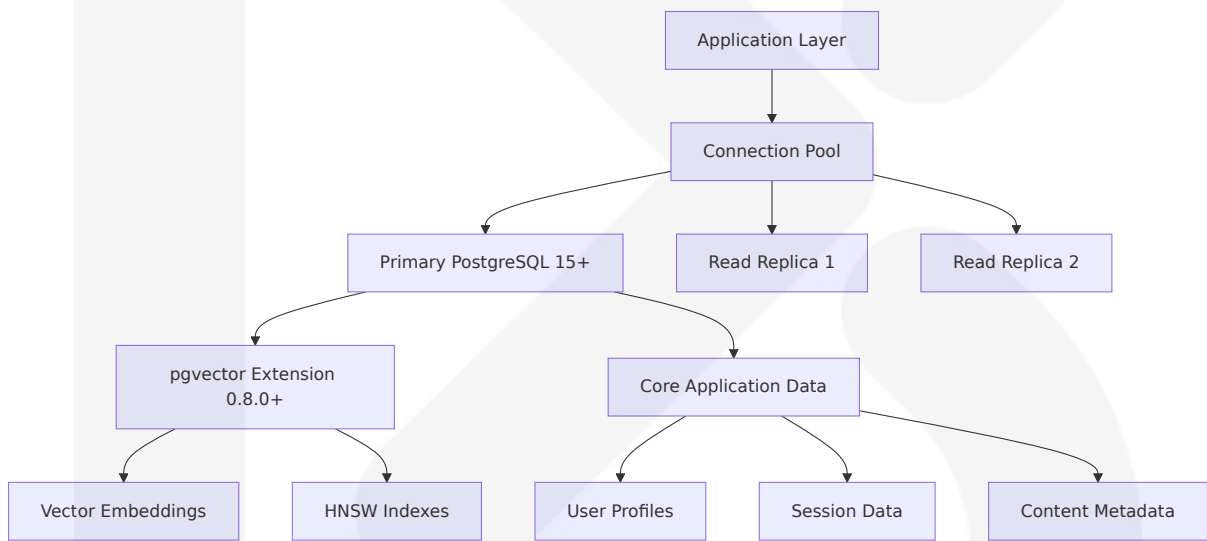 Application Layer
Connection Pool
Primary PostgreSQL 15+
Read Replica 1
Read Replica 2
pgvector Extension
0.8.0+
Core Application Data
Vector Embeddings
HNSW Indexes
User Profiles
Session Data
Content Metadata